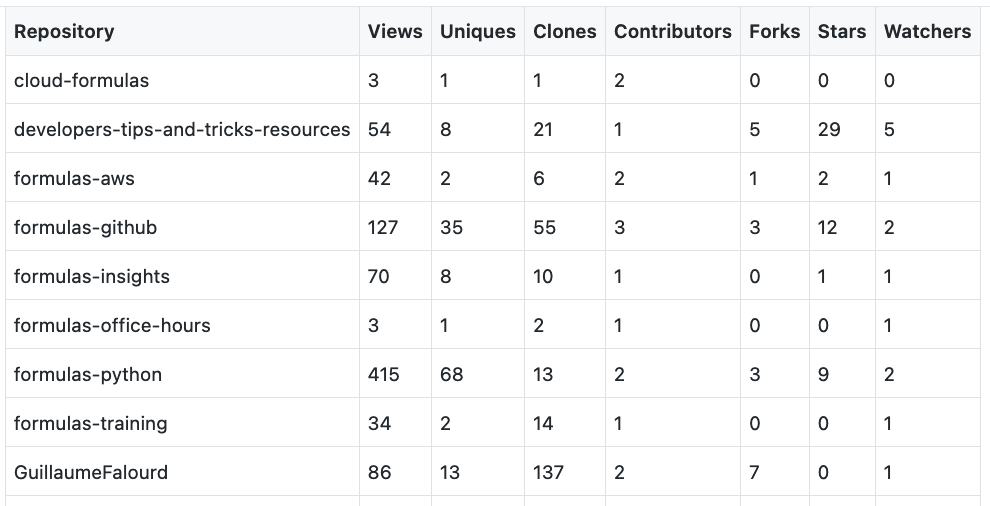 Repository Views Uniques Clones Contributors Forks Stars Watchers
cloud-formulas 3 1 1 2 0 0 0
developers-tips-and-tricks-resources 54 8 21 1 5 29 5
formulas-aws 42 2 6 2 1 2 1
formulas-github 127 35 55 3 3 12 2
formulas-insights 70 8 10 1 0 1 1
formulas-office-hours 3 1 2 1 0 0 1
formulas-python 415 68 13 2 3 9 2
formulas-training 34 2 14 1 0 0 1
GuillaumeFalourd 86 13 137 2 7 0 1